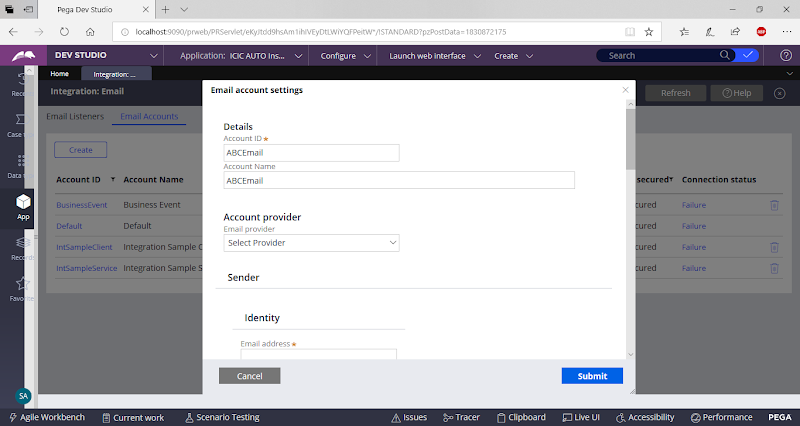 Pega Dev Studio
localhost:9090/prweb/PRServlet/eKyJtdd9hsAm1ihIVEyDtLWiYQFPeitW*/!STANDARD?pzPostData=1830872175
DEV STUDIO
Application: ICIC AUTO Ins...
Configure
Launch web interface
Create
Search
Home
Integration: ...
Integration: Email
Refresh
Help
Email Listeners
Email Accounts
Create
Account ID
Account Name
secured
Connection status
BusinessEvent
Business Event
cured
Failure
Default
Default
cured
Failure
IntSampleClient
Integration Sample C
cured
Failure
IntSampleService
Integration Sample S
cured
Failure
Case
Data
App
Record
Favorite
SA
Email account settings
Details
Account ID ★
ABCEmail
Account Name
ABCEmail
Account provider
Email provider
Select Provider
Sender
Identity
Email address ★
Cancel
Submit
Agile Workbench
Current work
Scenario Testing
Issues
Tracer
Clipboard
Live UI
Accessibility
Performance
PEGA